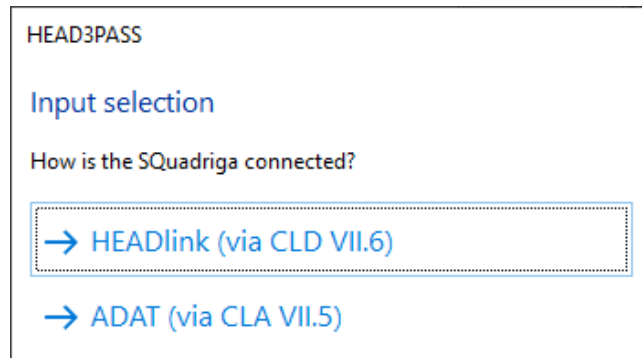 HEAD3PASS
Input selection
How is the SQuadriga connected?
→ HEADlink (via CLD VII.6)
→ ADAT (via CLA VII.5)